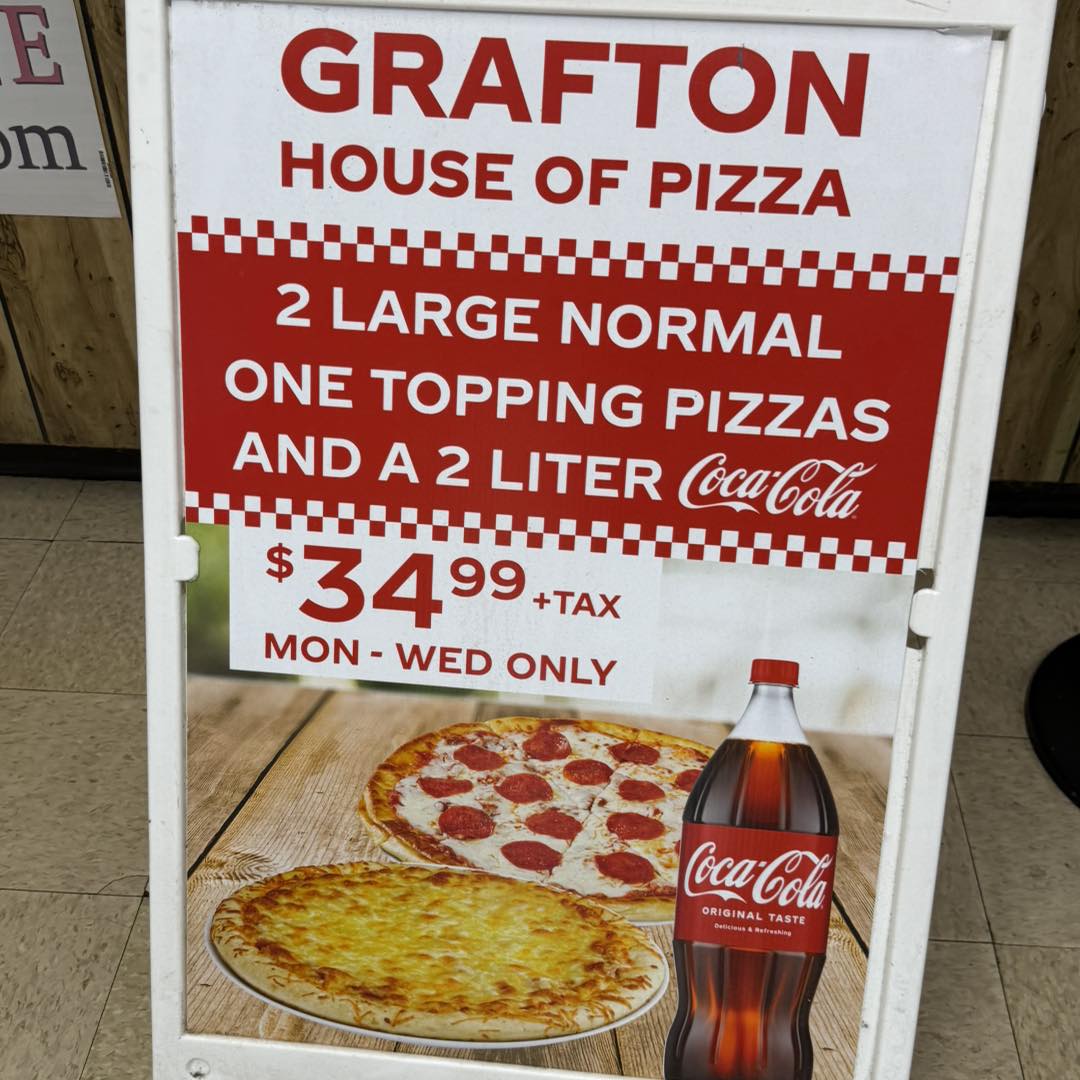 E
om
GRAFTON
HOUSE OF PIZZA
2 LARGE NORMAL
ONE TOPPING PIZZAS
AND A 2 LITER Coca-Cola
$34.99 +TAX
MON - WED ONLY
Coca-Cola
ORIGINAL TASTE
Delicious & Refreshing